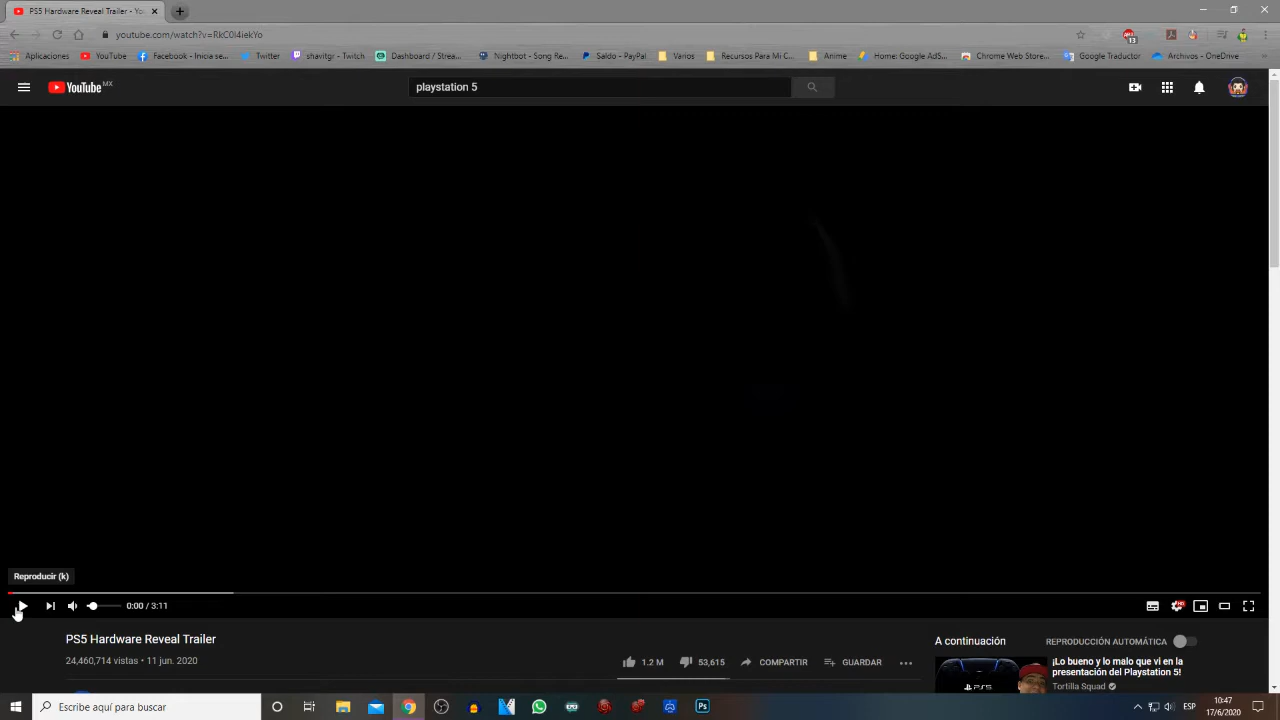 PS5 Hardware Reveal Trailer - Yo
youtube.com/watch?v=RkC0l4iekYo
13
Aplicaciones YouTube Facebook - Inicia se... Twitter shavitgr - Twitch Dashboard / Strea... Nightbot - Song Re... Saldo - PayPal Varios Recursos Para Mi C... Anime Home: Google AdS... Chrome Web Store... Google Traductor Archivos - OneDrive
YouTube MX
playstation 5
Reproducir (k)
0:00 / 3:11
HD
PS5 Hardware Reveal Trailer
24,460,714 vistas • 11 jun. 2020
1.2 M 53,615 COMPARTIR GUARDAR
A continuación REPRODUCCIÓN AUTOMÁTICA
PS5
¡Lo bueno y lo malo que vi en la
presentación del Playstation 5!
Tortilla Squad
Escribe aquí para buscar
Ps
ESP
10:47
17/6/2020